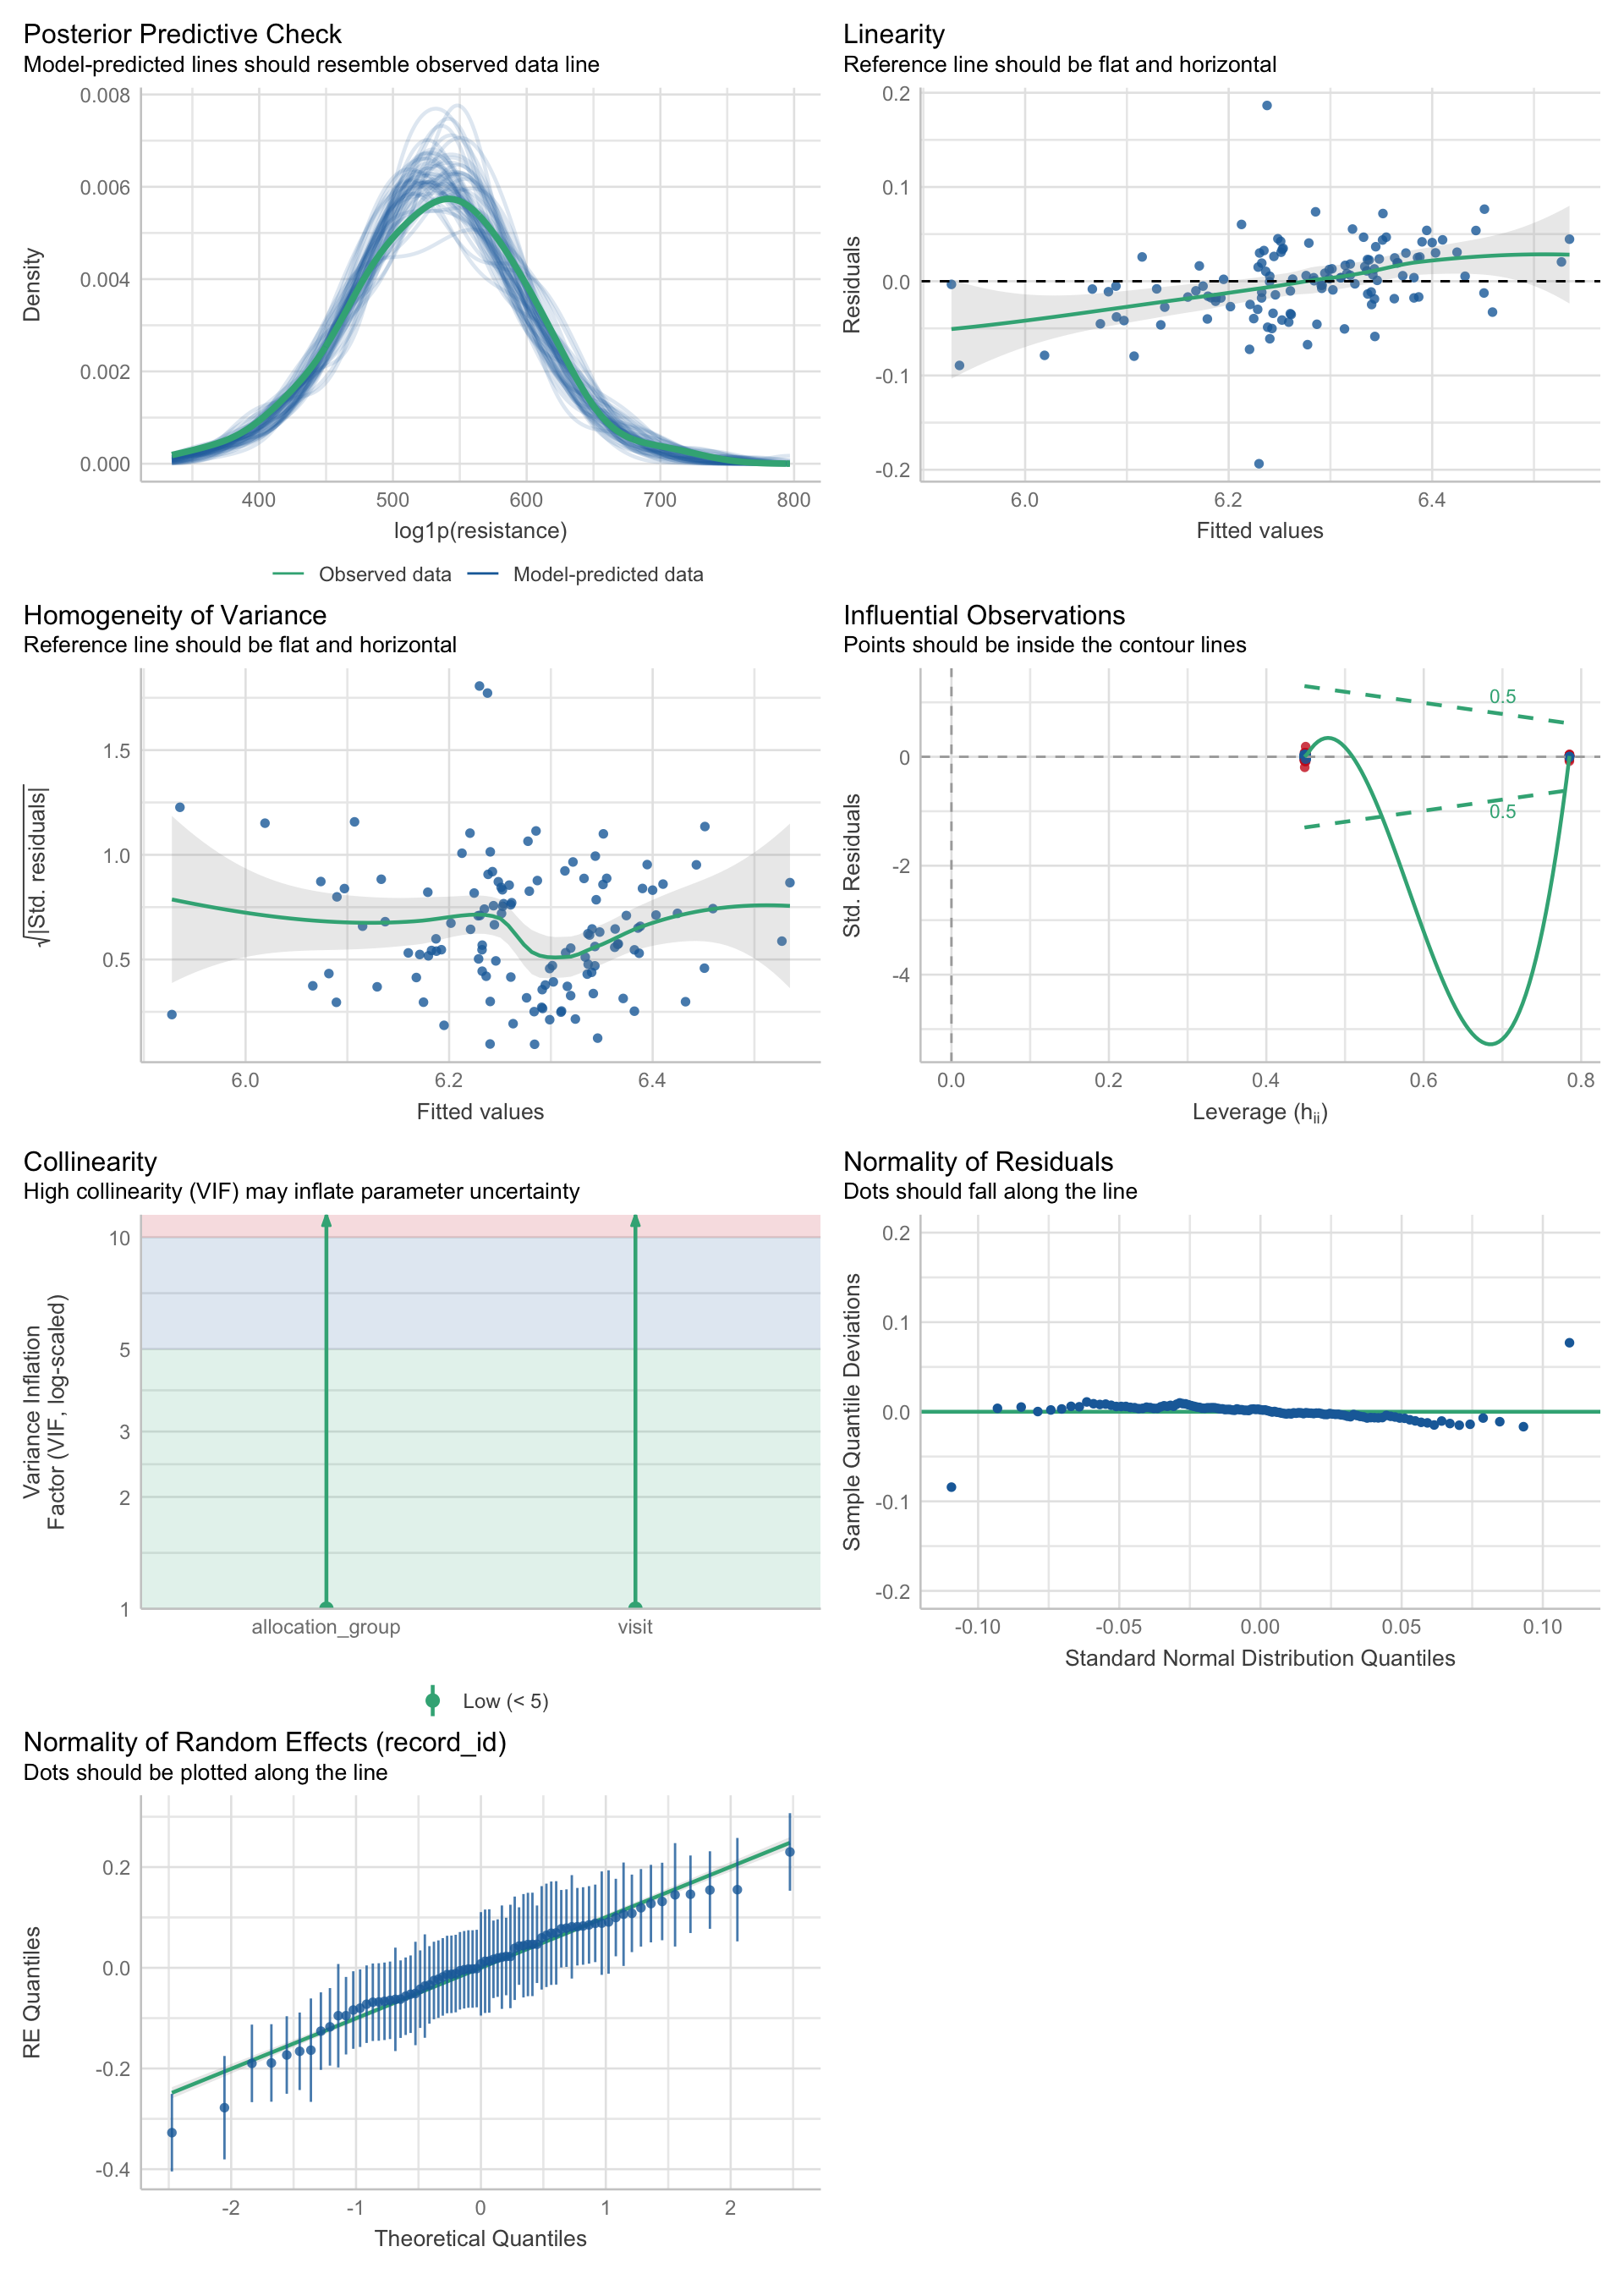 Posterior Predictive Check
Model-predicted lines should resemble observed data line
0.008
0.006
0.004
0.002
0.000
Density
400 500 600 700 800
log1p(resistance)
Observed data Model-predicted data
Linearity
Reference line should be flat and horizontal
0.2
0.1
0.0
-0.1
-0.2
Residuals
6.0 6.2 6.4
Fitted values
Homogeneity of Variance
Reference line should be flat and horizontal
1.5
1.0
0.5
√|Std. residuals|
6.0 6.2 6.4
Fitted values
Influential Observations
Points should be inside the contour lines
0.5
0.5
0
-2
-4
Std. Residuals
0.0 0.2 0.4 0.6 0.8
Leverage (hii)
Collinearity
High collinearity (VIF) may inflate parameter uncertainty
10
5
3
2
1
Variance Inflation
Factor (VIF, log-scaled)
allocation_group visit
Low (< 5)
Normality of Residuals
Dots should fall along the line
0.2
0.1
0.0
-0.1
-0.2
Sample Quantile Deviations
-0.10 -0.05 0.00 0.05 0.10
Standard Normal Distribution Quantiles
Normality of Random Effects (record_id)
Dots should be plotted along the line
0.2
0.0
-0.2
-0.4
RE Quantiles
-2 -1 0 1 2
Theoretical Quantiles